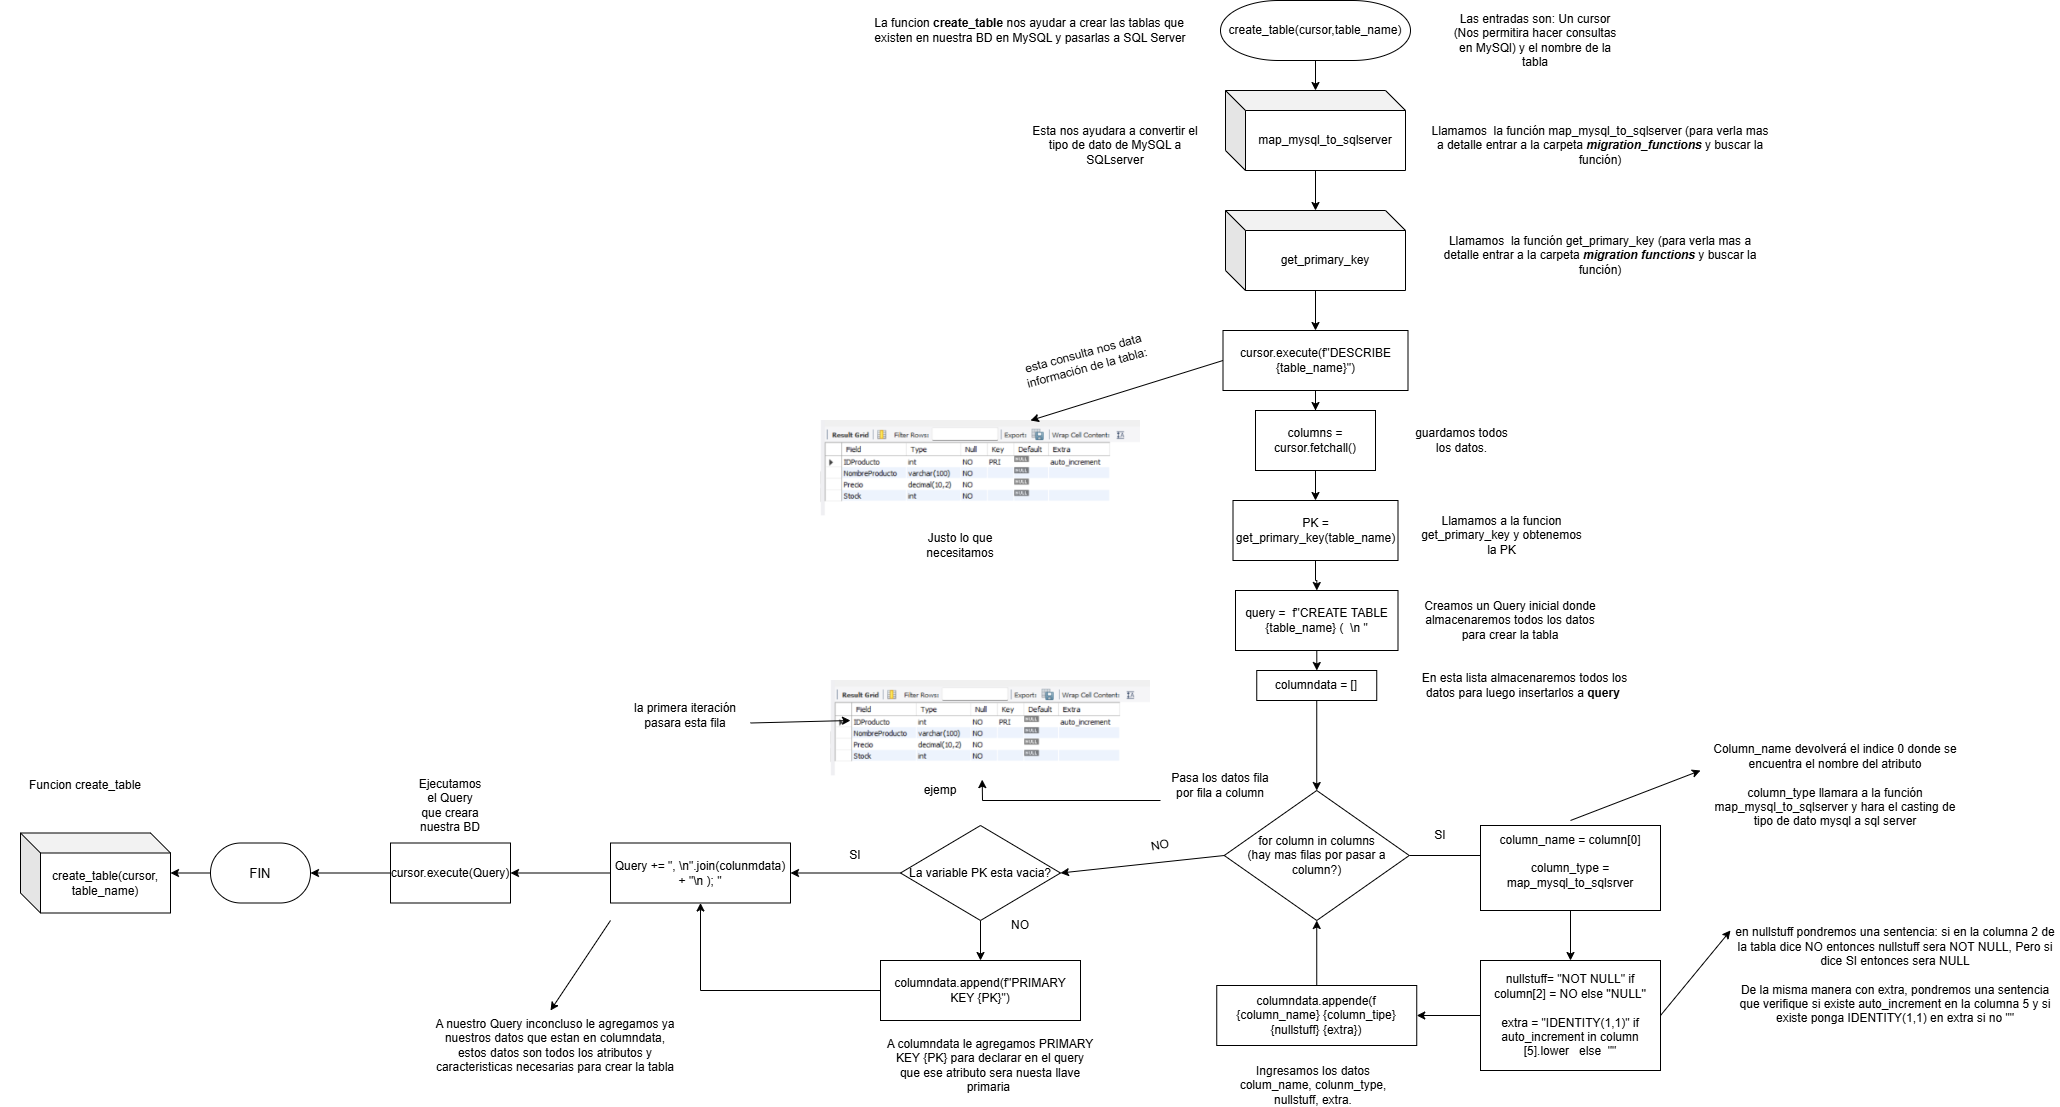 La funcion create_table nos ayudar a crear las tablas que
existen en nuestra BD en MySQL y pasarlas a SQL Server
create_table(cursor,table_name)
Las entradas son: Un cursor
(Nos permitira hacer consultas
en MySQl) y el nombre de la
tabla
Esta nos ayudara a convertir el
tipo de dato de MySQL a
SQLserver
map_mysql_to_sqlserver
Llamamos la función map_mysql_to_sqlserver (para verla mas
a detalle entrar a la carpeta migration_functions y buscar la
función)
get_primary_key
Llamamos la función get_primary_key (para verla mas a
detalle entrar a la carpeta migration functions y buscar la
función)
esta consulta nos data
información de la tabla:
cursor.execute(f"DESCRIBE
{table_name}")
Result Grid Filter Rows: Export: Wrap Cell Content: IA
Field Type Null Key Default Extra
IDProducto int NO PRI NULL auto_increment
NombreProducto varchar(100) NO NULL
Precio decimal(10,2) NO NULL
Stock int NO NULL
columns =
cursor.fetchall()
guardamos todos
los datos.
Justo lo que
necesitamos
PK =
get_primary_key(table_name)
Llamamos a la funcion
get_primary_key y obtenemos
la PK
query = f"CREATE TABLE
{table_name} ( \n "
Creamos un Query inicial donde
almacenaremos todos los datos
para crear la tabla
columndata = []
En esta lista almacenaremos todos los
datos para luego insertarlos a query
la primera iteración
pasara esta fila
Result Grid Filter Rows: Export: Wrap Cell Content: IA
Field Type Null Key Default Extra
IDProducto int NO PRI NULL auto_increment
NombreProducto varchar(100) NO NULL
Precio decimal(10,2) NO NULL
Stock int NO NULL
ejemp
Pasa los datos fila
por fila a column
Column_name devolverá el indice 0 donde se
encuentra el nombre del atributo
column_type llamara a la función
map_mysql_to_sqlserver y hara el casting de
tipo de dato mysql a sql server
Funcion create_table
Ejecutamos
el Query
que creara
nuestra BD
create_table(cursor,
table_name)
FIN
cursor.execute(Query)
Query += ", \n".join(colunmdata)
+ "\n ); "
SI
La variable PK esta vacia?
NO
for column in columns
(hay mas filas por pasar a
column?)
SI
column_name = column[0]
column_type =
map_mysql_to_sqlsrver
NO
columndata.append(f"PRIMARY
KEY {PK}")
columndata.appende(f
{column_name} {column_tipe}
{nullstuff} {extra})
nullstuff= "NOT NULL" if
column[2] = NO else "NULL"
extra = "IDENTITY(1,1)" if
auto_increment in column
[5].lower else ""
en nullstuff pondremos una sentencia: si en la columna 2 de
la tabla dice NO entonces nullstuff sera NOT NULL, Pero si
dice SI entonces sera NULL
De la misma manera con extra, pondremos una sentencia
que verifique si existe auto_increment en la columna 5 y si
existe ponga IDENTITY(1,1) en extra si no ""
A nuestro Query inconcluso le agregamos ya
nuestros datos que estan en columndata,
estos datos son todos los atributos y
caracteristicas necesarias para crear la tabla
A columndata le agregamos PRIMARY
KEY {PK} para declarar en el query
que ese atributo sera nuesta llave
primaria
Ingresamos los datos
colum_name, colunm_type,
nullstuff, extra.